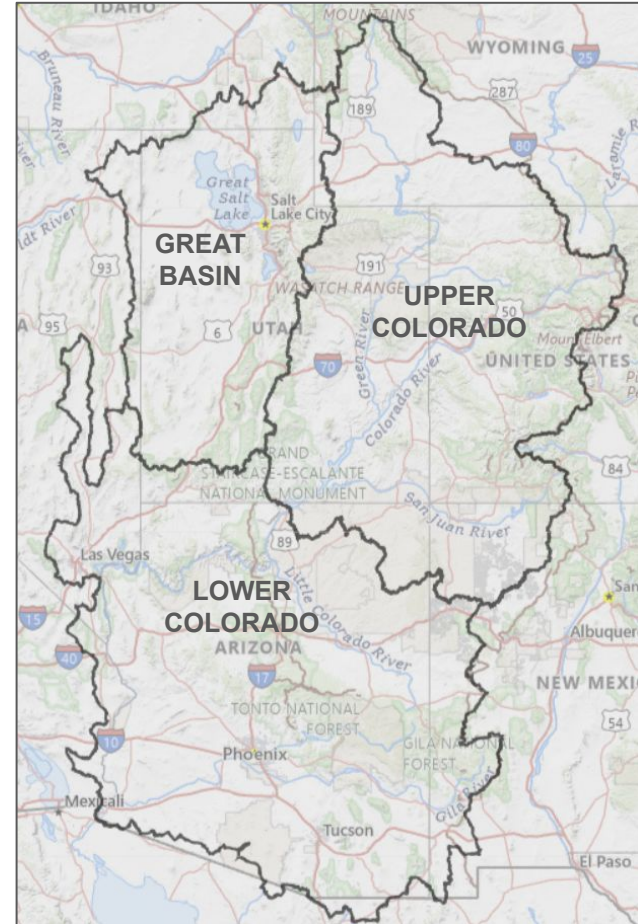 IDAHO
MOUNTAINS
WYOMING
25
Bruneau River
189
287
80
Laramie
Great
Salt
Lake
Salt
Lake City
GREAT
BASIN
93
191
WASATCH RANGE
UPPER
COLORADO
50
95
6
UTAH
Mount Elbert
UNITED STATES
70
Green River
Colorado River
GRAND
STAIRCASE-ESCALANTE
NATIONAL MONUMENT
84
San Juan River
89
Las Vegas
LOWER
COLORADO
Little Colorado River
San
15
Albuquer
ARIZONA
40
17
NEW MEXIC
TONTO NATIONAL
FOREST
54
10
Phoenix
GILA NATIONAL
FOREST
Gila River
Mexicali
Tucson
El Paso